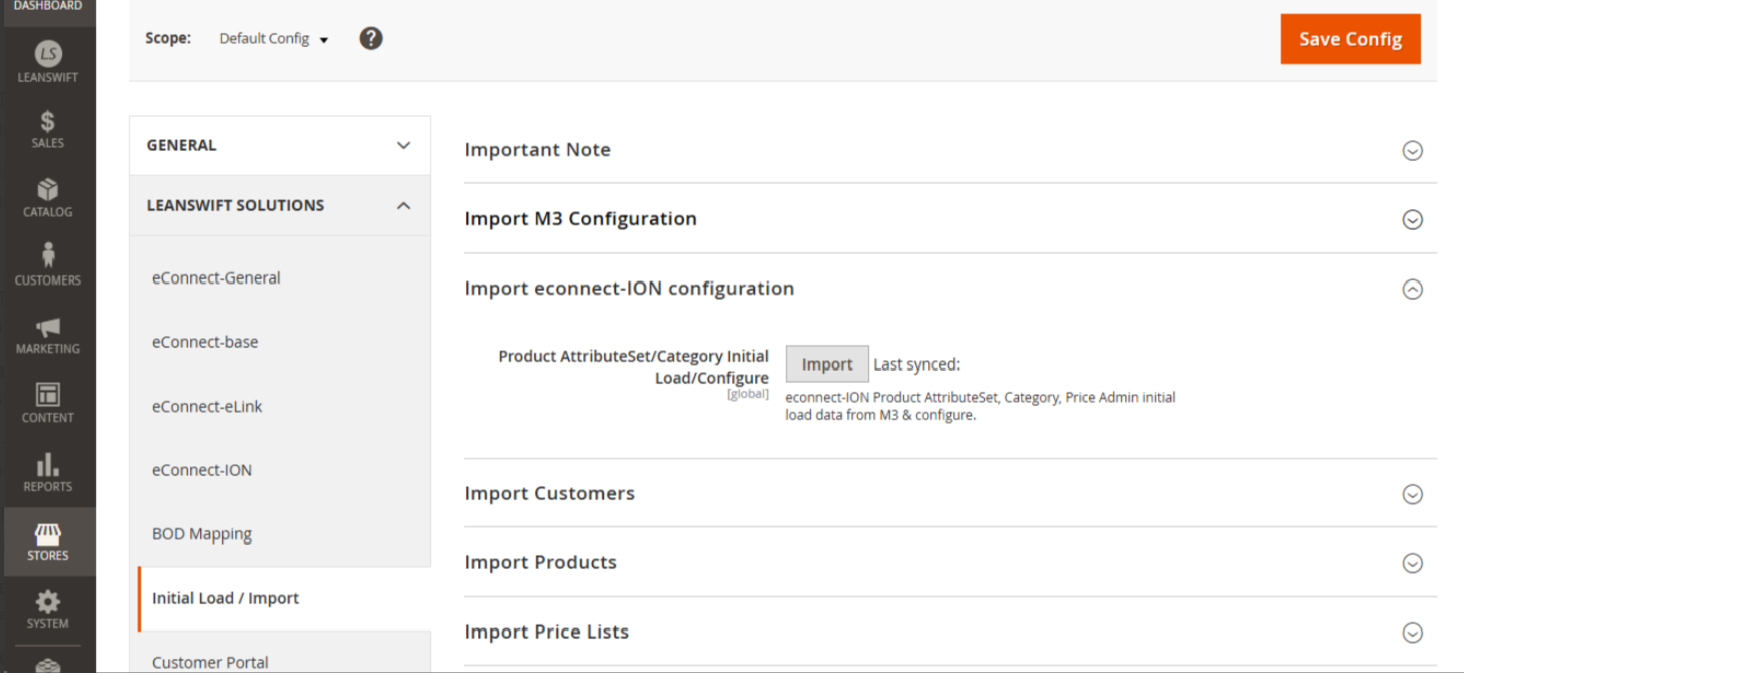 DASHBOARD
LS
LEANSWIFT
$
SALES
CATALOG
CUSTOMERS
MARKETING
CONTENT
REPORTS
STORES
SYSTEM
Scope: Default Config ?
Save Config
GENERAL
LEANSWIFT SOLUTIONS
eConnect-General
eConnect-base
eConnect-eLink
eConnect-ION
BOD Mapping
Initial Load / Import
Customer Portal
Important Note
Import M3 Configuration
Import econnect-ION configuration
Product AttributeSet/Category Initial
Load/Configure
[global]
Import Last synced:
econnect-ION Product AttributeSet, Category, Price Admin initial
load data from M3 & configure.
Import Customers
Import Products
Import Price Lists